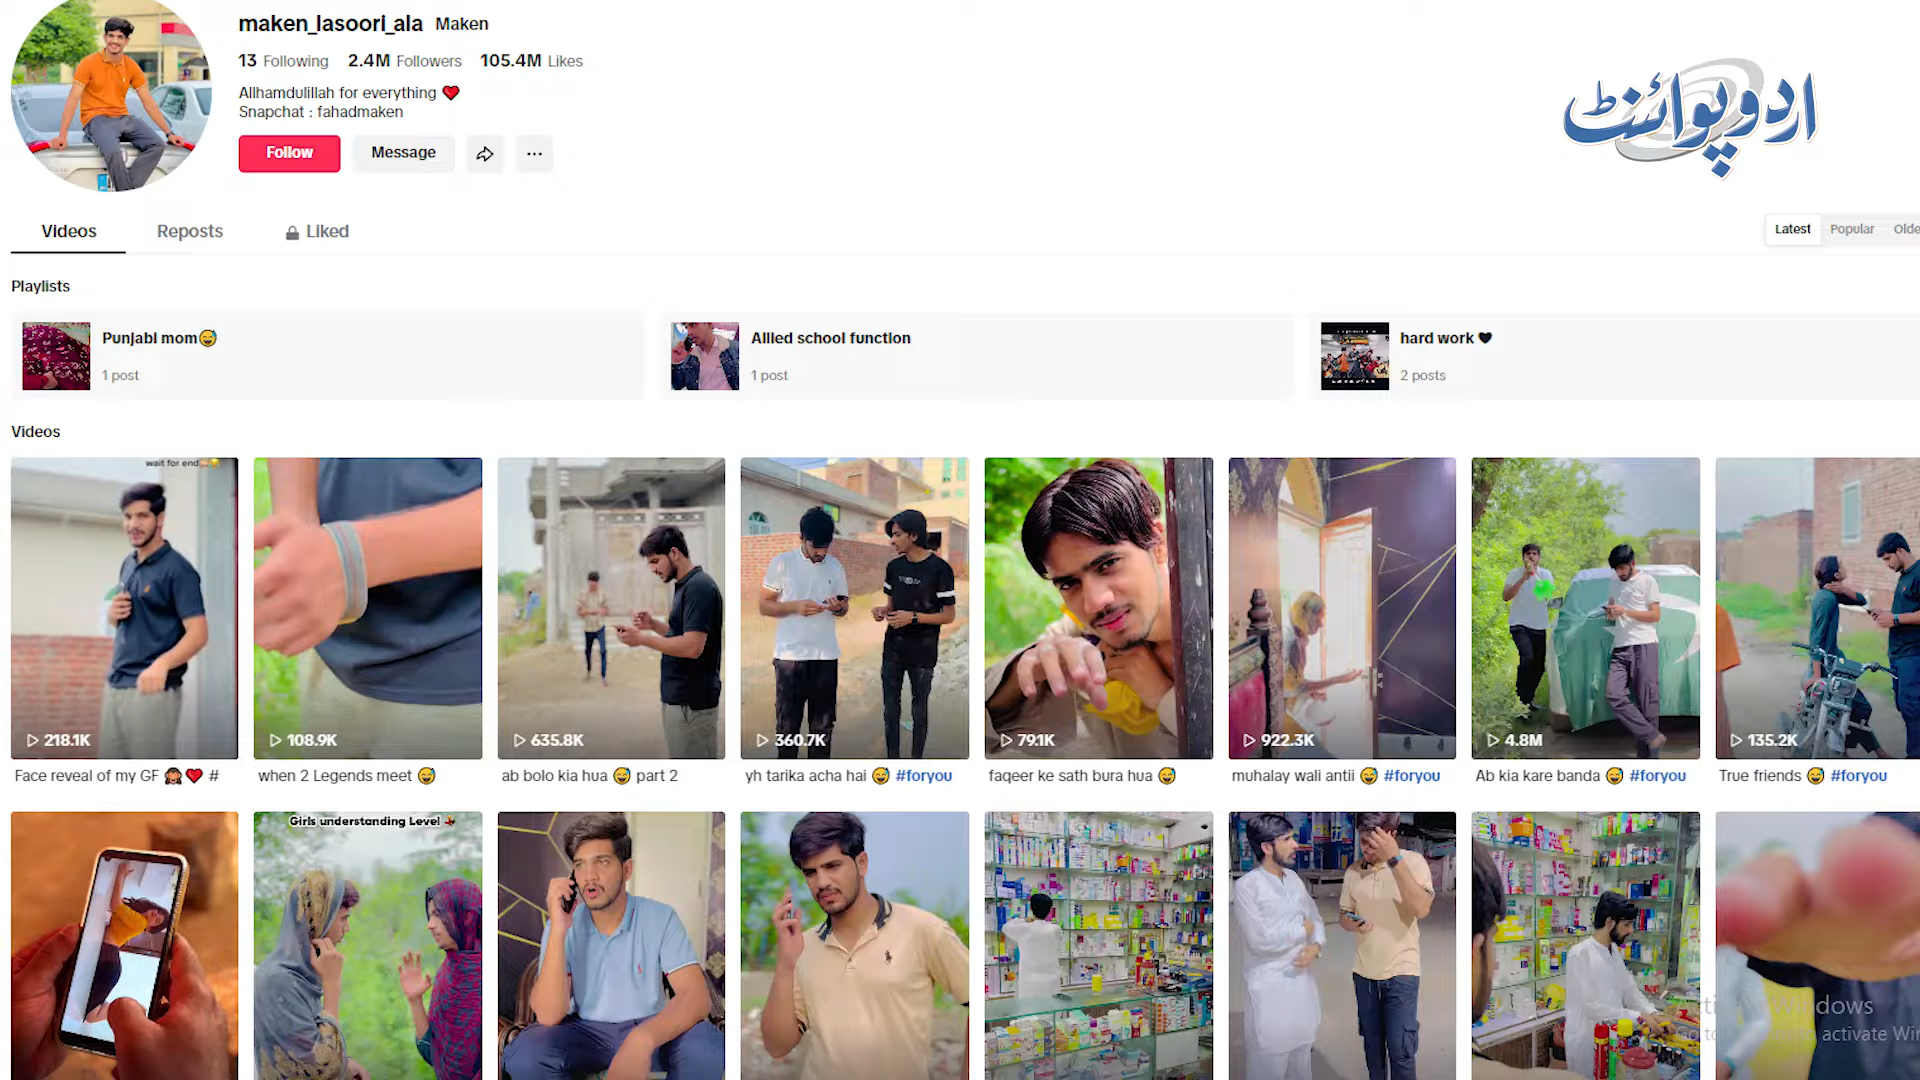 maken_lasoori_ala Maken
13 Following 2.4M Followers 105.4M Likes
Allhamdulillah for everything ❤️
Snapchat : fahadmaken
Follow Message ...
اردو پوائنٹ
Videos Reposts Liked
Latest Popular Olde
Playlists
Punjabi mom😅
1 post
Allied school function
1 post
hard work 🖤
2 posts
Videos
wait for end
218.1K
108.9K
635.8K
360.7K
79.1K
922.3K
4.8M
135.2K
Face reveal of my GF 🙈❤️ #
when 2 Legends meet 😅
ab bolo kia hua 😅 part 2
yh tarika acha hai 😅 #foryou
faqeer ke sath bura hua 😅
muhalay wali antii 😅 #foryou
Ab kia kare banda 😅 #foryou
True friends 😅 #foryou
Girls understanding Level
Windows
activate Win